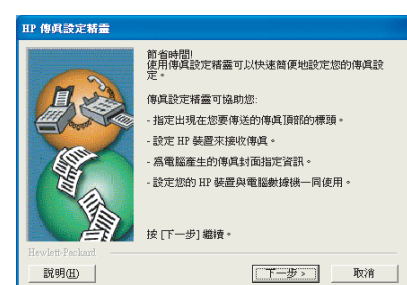 HP 傳真設定精靈
節省時間!
使用傳真設定精靈可以快速簡便地設定您的傳真設
定。
傳真設定精靈可協助您:
- 指定出現在您要傳送的傳真頂部的標頭。
- 設定 HP 裝置來接收傳真。
- 爲電腦產生的傳真封面指定資訊。
- 設定您的 HP 裝置與電腦數據機一同使用。
按 [下一步] 繼續。
Hewlett-Packard
說明(H) 下一步 > 取消